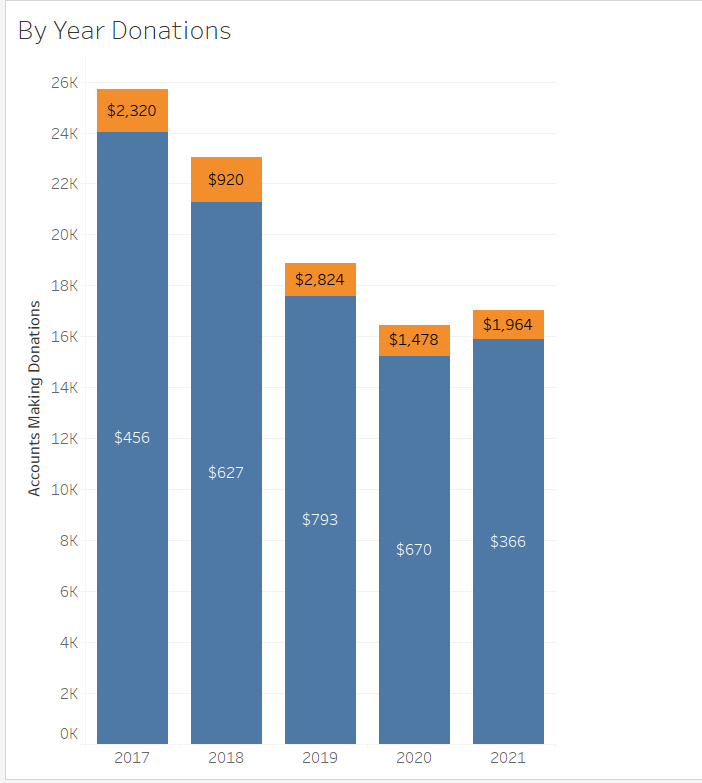 By Year Donations
26K
24K
22K
20K
18K
16K
14K
12K
10K
8K
6K
4K
2K
0K
Accounts Making Donations
$2,320
$920
$2,824
$1,478
$1,964
$456
$627
$793
$670
$366
2017
2018
2019
2020
2021